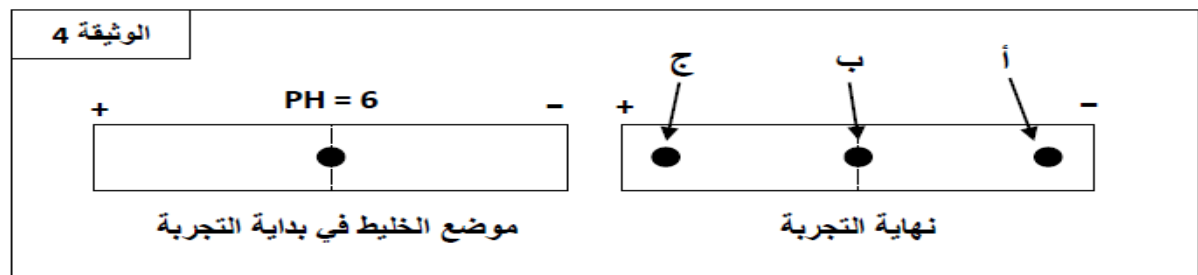 الوثيقة 4
أ
ب
ج
+ PH = 6 −
+ −
موضع الخليط في بداية التجربة
نهاية التجربة